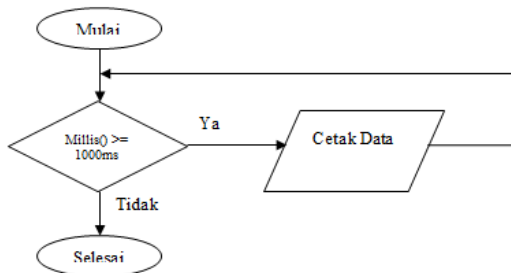 Mulai
Millis() >=
1000ms
Ya
Cetak Data
Tidak
Selesai